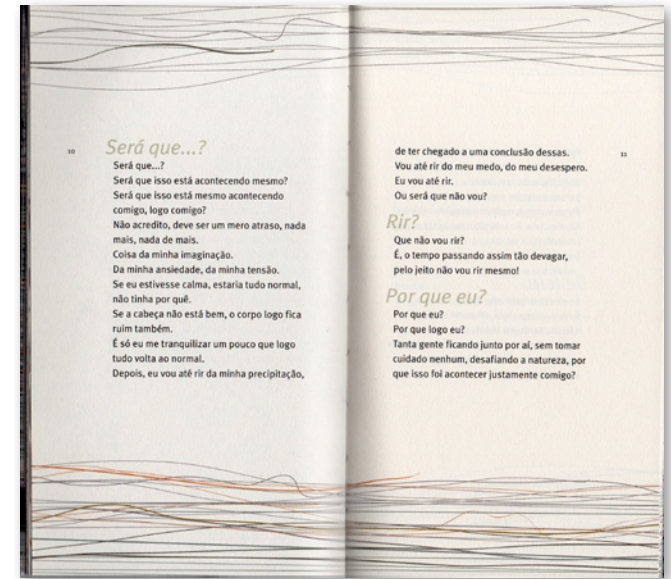 10
Será que...?
Será que...?
Será que isso está acontecendo mesmo?
Será que isso está mesmo acontecendo
comigo, logo comigo?
Não acredito, deve ser um mero atraso, nada
mais, nada de mais.
Coisa da minha imaginação.
Da minha ansiedade, da minha tensão.
Se eu estivesse calma, estaria tudo normal,
não tinha por quê.
Se a cabeça não está bem, o corpo logo fica
ruim também.
É só eu me tranquilizar um pouco que logo
tudo volta ao normal.
Depois, eu vou até rir da minha precipitação,
de ter chegado a uma conclusão dessas.
11
Vou até rir do meu medo, do meu desespero.
Eu vou até rir.
Ou será que não vou?
Rir?
Que não vou rir?
É, o tempo passando assim tão devagar,
pelo jeito não vou rir mesmo!
Por que eu?
Por que eu?
Por que logo eu?
Tanta gente ficando junto por aí, sem tomar
cuidado nenhum, desafiando a natureza, por
que isso foi acontecer justamente comigo?